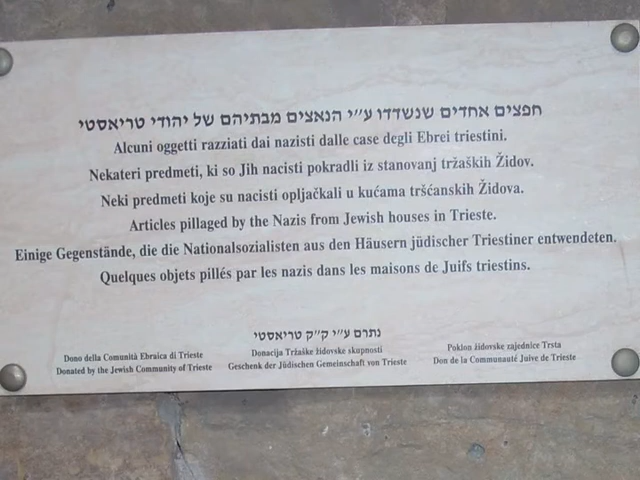 חפצים אחדים שנשדדו ע״י הנאצים מבתיהם של יהודי טריאסטי
Alcuni oggetti razziati dai nazisti dalle case degli Ebrei triestini.
Nekateri predmeti, ki so Jih nacisti pokradli iz stanovanj tržaških Židov.
Neki predmeti koje su nacisti opljačkali u kućama tršćanskih Židova.
Articles pillaged by the Nazis from Jewish houses in Trieste.
Einige Gegenstände, die die Nationalsozialisten aus den Häusern jüdischer Triestiner entwendeten.
Quelques objets pillés par les nazis dans les maisons de Juifs triestins.
נתרם ע״י ק״ק טריאסטי
Dono della Comunità Ebraica di Trieste
Donated by the Jewish Community of Trieste
Donacija Tržaške židovske skupnosti
Geschenk der Jüdischen Gemeinschaft von Trieste
Poklon židovske zajednice Trsta
Don de la Communauté Juive de Trieste